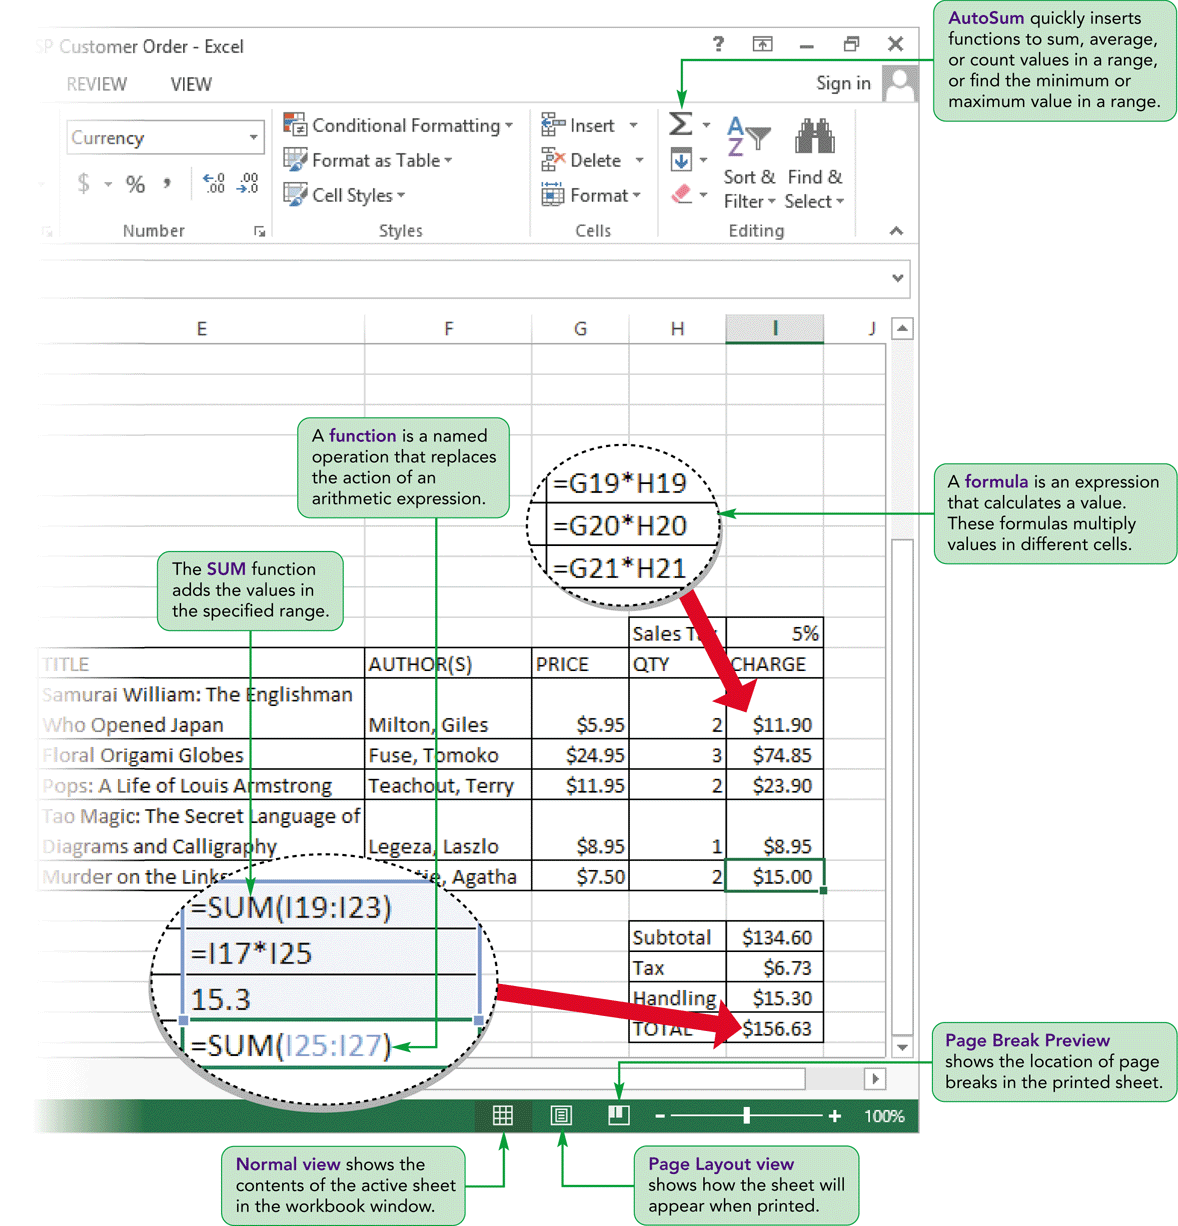 AutoSum quickly inserts
functions to sum, average,
or count values in a range,
or find the minimum or
maximum value in a range.
SP Customer Order - Excel
?
REVIEW VIEW
Sign in
Currency
$ % ,
←.0 .00
.00 →.0
Number
Conditional Formatting
Format as Table
Cell Styles
Styles
Insert
Delete
Format
Cells
Σ
A
Z
Sort &
Filter
Find &
Select
Editing
E F G H I J
A function is a named
operation that replaces
the action of an
arithmetic expression.
=G19*H19
=G20*H20
=G21*H21
A formula is an expression
that calculates a value.
These formulas multiply
values in different cells.
The SUM function
adds the values in
the specified range.
Sales Tax 5%
TITLE AUTHOR(S) PRICE QTY CHARGE
Samurai William: The Englishman
Who Opened Japan Milton, Giles $5.95 2 $11.90
Floral Origami Globes Fuse, Tomoko $24.95 3 $74.85
Pops: A Life of Louis Armstrong Teachout, Terry $11.95 2 $23.90
Tao Magic: The Secret Language of
Diagrams and Calligraphy Legeza, Laszlo $8.95 1 $8.95
Murder on the Links Agatha $7.50 2 $15.00
=SUM(I19:I23)
=I17*I25
15.3
=SUM(I25:I27)
Subtotal $134.60
Tax $6.73
Handling $15.30
TOTAL $156.63
Page Break Preview
shows the location of page
breaks in the printed sheet.
- + 100%
Normal view shows the
contents of the active sheet
in the workbook window.
Page Layout view
shows how the sheet will
appear when printed.